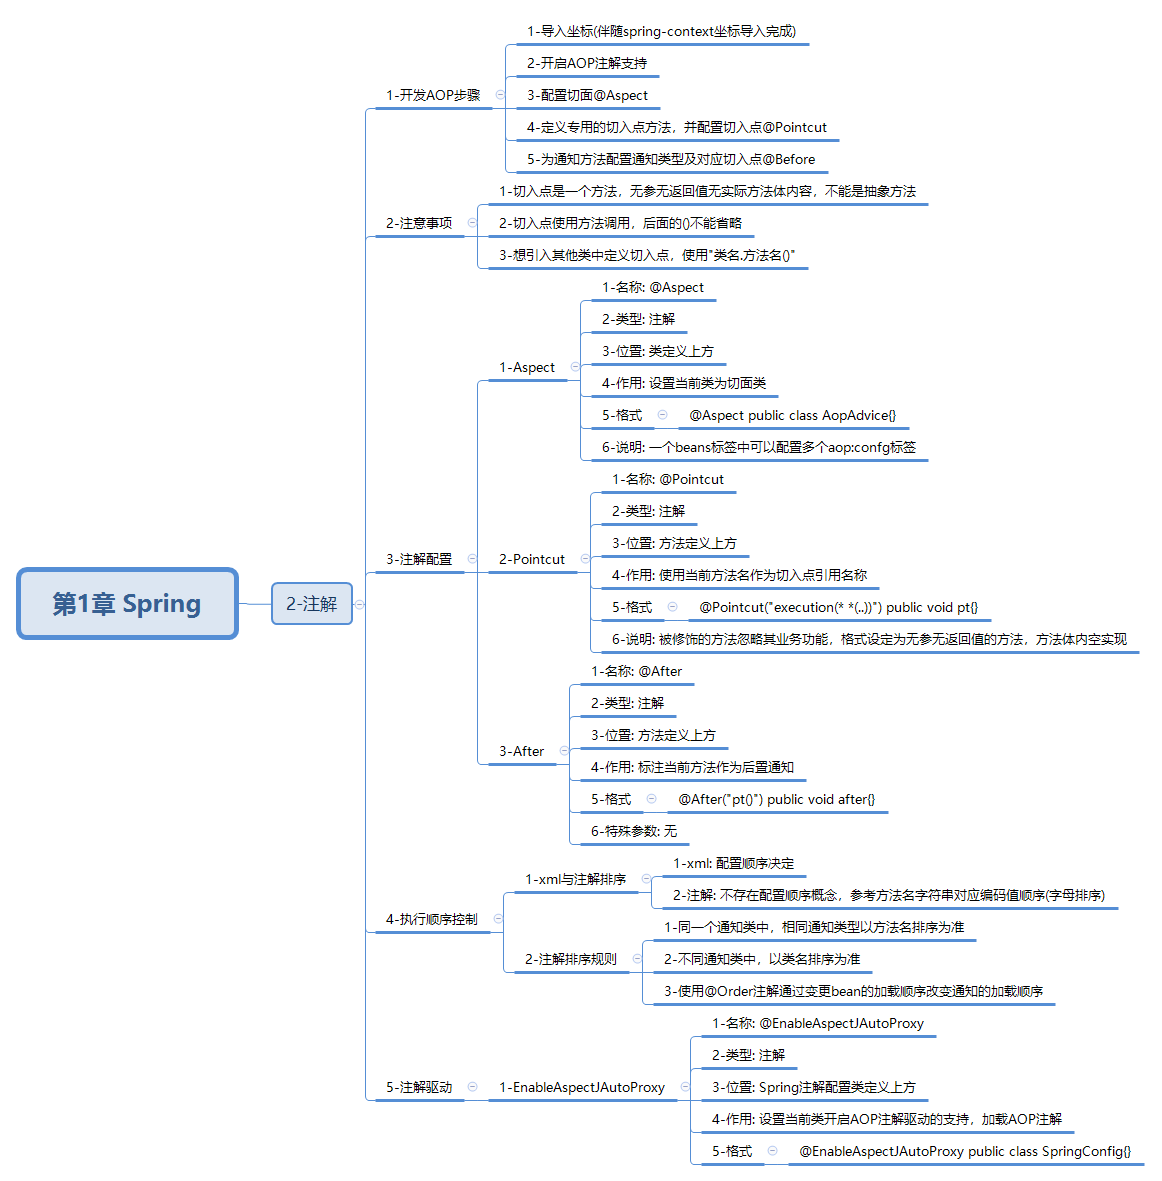 第1章 Spring
2-注解
1-开发AOP步骤
1-导入坐标(伴随spring-context坐标导入完成)
2-开启AOP注解支持
3-配置切面@Aspect
4-定义专用的切入点方法，并配置切入点@Pointcut
5-为通知方法配置通知类型及对应切入点@Before
2-注意事项
1-切入点是一个方法，无参无返回值无实际方法体内容，不能是抽象方法
2-切入点使用方法调用，后面的()不能省略
3-想引入其他类中定义切入点，使用"类名.方法名()"
3-注解配置
1-Aspect
1-名称: @Aspect
2-类型: 注解
3-位置: 类定义上方
4-作用: 设置当前类为切面类
5-格式
@Aspect public class AopAdvice{}
6-说明: 一个beans标签中可以配置多个aop:confg标签
2-Pointcut
1-名称: @Pointcut
2-类型: 注解
3-位置: 方法定义上方
4-作用: 使用当前方法名作为切入点引用名称
5-格式
@Pointcut("execution(* *(..))") public void pt{}
6-说明: 被修饰的方法忽略其业务功能，格式设定为无参无返回值的方法，方法体内空实现
3-After
1-名称: @After
2-类型: 注解
3-位置: 方法定义上方
4-作用: 标注当前方法作为后置通知
5-格式
@After("pt()") public void after{}
6-特殊参数: 无
4-执行顺序控制
1-xml与注解排序
1-xml: 配置顺序决定
2-注解: 不存在配置顺序概念，参考方法名字符串对应编码值顺序(字母排序)
2-注解排序规则
1-同一个通知类中，相同通知类型以方法名排序为准
2-不同通知类中，以类名排序为准
3-使用@Order注解通过变更bean的加载顺序改变通知的加载顺序
5-注解驱动
1-EnableAspectJAutoProxy
1-名称: @EnableAspectJAutoProxy
2-类型: 注解
3-位置: Spring注解配置类定义上方
4-作用: 设置当前类开启AOP注解驱动的支持，加载AOP注解
5-格式
@EnableAspectJAutoProxy public class SpringConfig{}